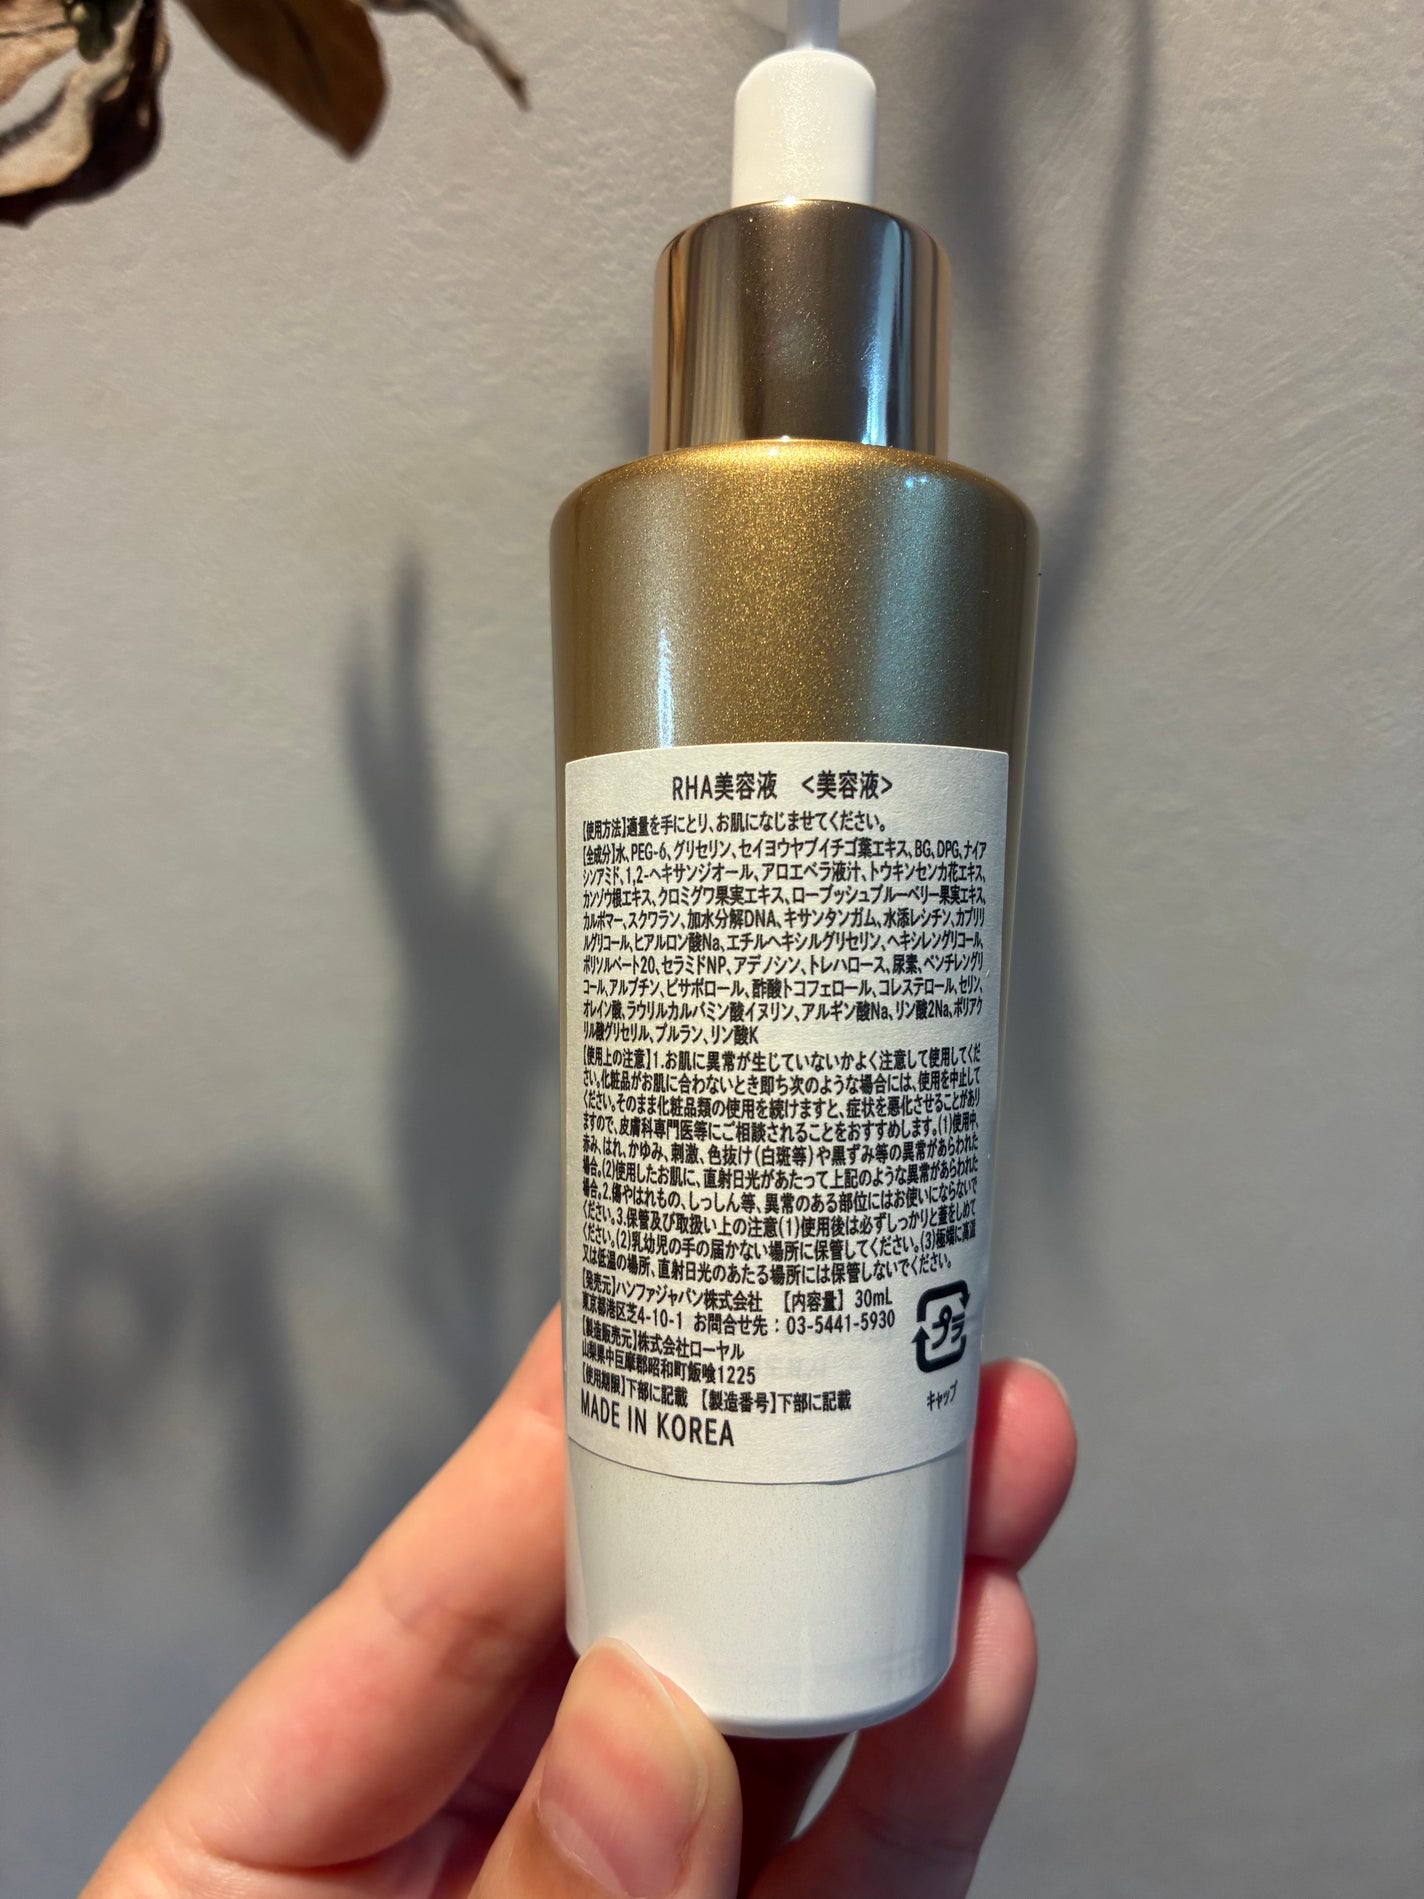 RHA美容液　<美容液>
【使用方法】適量を手にとり、お肌になじませてください。
【全成分】水、PEG-6、グリセリン、セイヨウヤブイチゴ葉エキス、BG、DPG、ナイア
シンアミド、1,2-ヘキサンジオール、アロエベラ液汁、トウキンセンカ花エキス、
カンゾウ根エキス、クロミグワ果実エキス、ローブッシュブルーベリー果実エキス、
カルボマー、スクワラン、加水分解DNA、キサンタンガム、水添レシチン、カプリリ
ルグリコール、ヒアルロン酸Na、エチルヘキシルグリセリン、ヘキシレングリコール、
ポリソルベート20、セラミドNP、アデノシン、トレハロース、尿素、ペンチレングリ
コール、アルブチン、ビサボロール、酢酸トコフェロール、コレステロール、セリン、
オレイン酸、ラウリルカルバミン酸イヌリン、アルギン酸Na、リン酸2Na、ポリアク
リル酸グリセリル、プルラン、リン酸K
【使用上の注意】1.お肌に異常が生じていないかよく注意して使用してくだ
さい。化粧品がお肌に合わないとき即ち次のような場合には、使用を中止して
ください。そのまま化粧品類の使用を続けますと、症状を悪化させることがあり
ますので、皮膚科専門医等にご相談されることをおすすめします。(1)使用中、
赤み、はれ、かゆみ、刺激、色抜け(白斑等)や黒ずみ等の異常があらわれた
場合。(2)使用したお肌に、直射日光があたって上記のような異常があらわれた
場合。2.傷やはれもの、しっしん等、異常のある部位にはお使いにならないで
ください。3.保管及び取扱い上の注意(1)使用後は必ずしっかりと蓋をしめて
ください。(2)乳幼児の手の届かない場所に保管してください。(3)極端に高温
又は低温の場所、直射日光のあたる場所には保管しないでください。
【発売元】ハンファジャパン株式会社　【内容量】30mL
東京都港区芝4-10-1 お問合せ先：03-5441-5930
【製造販売元】株式会社ローヤル
山梨県中巨摩郡昭和町飯喰1225
【使用期限】下部に記載 【製造番号】下部に記載
MADE IN KOREA
プラ
キャップ